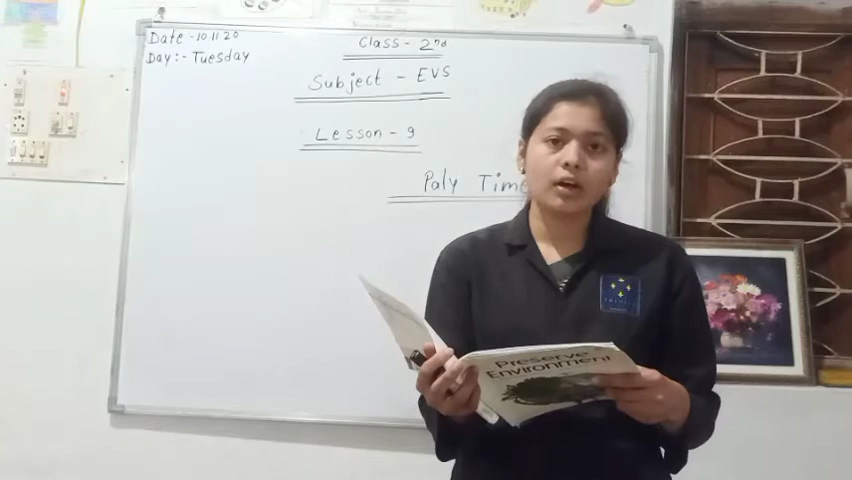 Date :- 10.11.20
Day :- Tuesday
Class - 2nd
Subject - EVS
Lesson - 9
Paly Time
Preserve
Environment